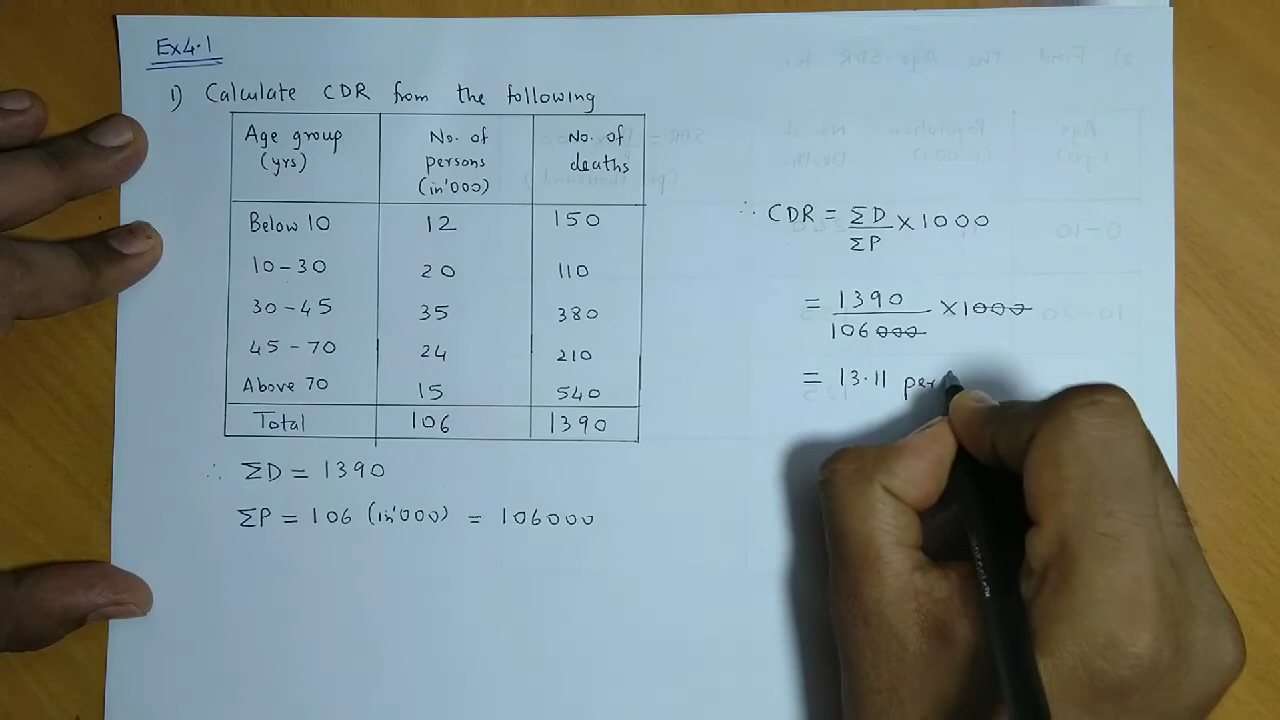 Ex4.1
1) Calculate CDR from the following
Age group (yrs) No. of persons (in'000) No. of deaths
Below 10 12 150
10-30 20 110
30-45 35 380
45-70 24 210
Above 70 15 540
Total 106 1390
∴ ΣD = 1390
ΣP = 106 (in'000) = 106000
∴ CDR = ΣD/ΣP × 1000
= 1390/106000 × 1000
= 13.11 per